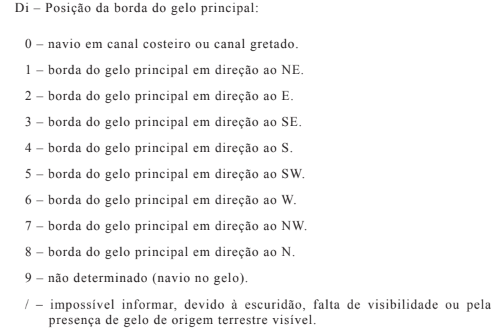 Di – Posição da borda do gelo principal:
0 – navio em canal costeiro ou canal gretado.
1 – borda do gelo principal em direção ao NE.
2 – borda do gelo principal em direção ao E.
3 – borda do gelo principal em direção ao SE.
4 – borda do gelo principal em direção ao S.
5 – borda do gelo principal em direção ao SW.
6 – borda do gelo principal em direção ao W.
7 – borda do gelo principal em direção ao NW.
8 – borda do gelo principal em direção ao N.
9 – não determinado (navio no gelo).
/ – impossível informar, devido à escuridão, falta de visibilidade ou pela
presença de gelo de origem terrestre visível.